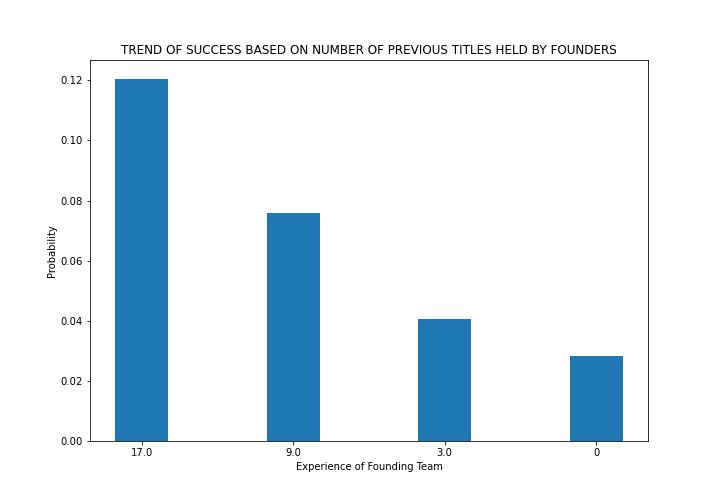 TREND OF SUCCESS BASED ON NUMBER OF PREVIOUS TITLES HELD BY FOUNDERS
0.12
0.10
0.08
0.06
0.04
0.02
0.00
Probability
17.0 9.0 3.0 0
Experience of Founding Team